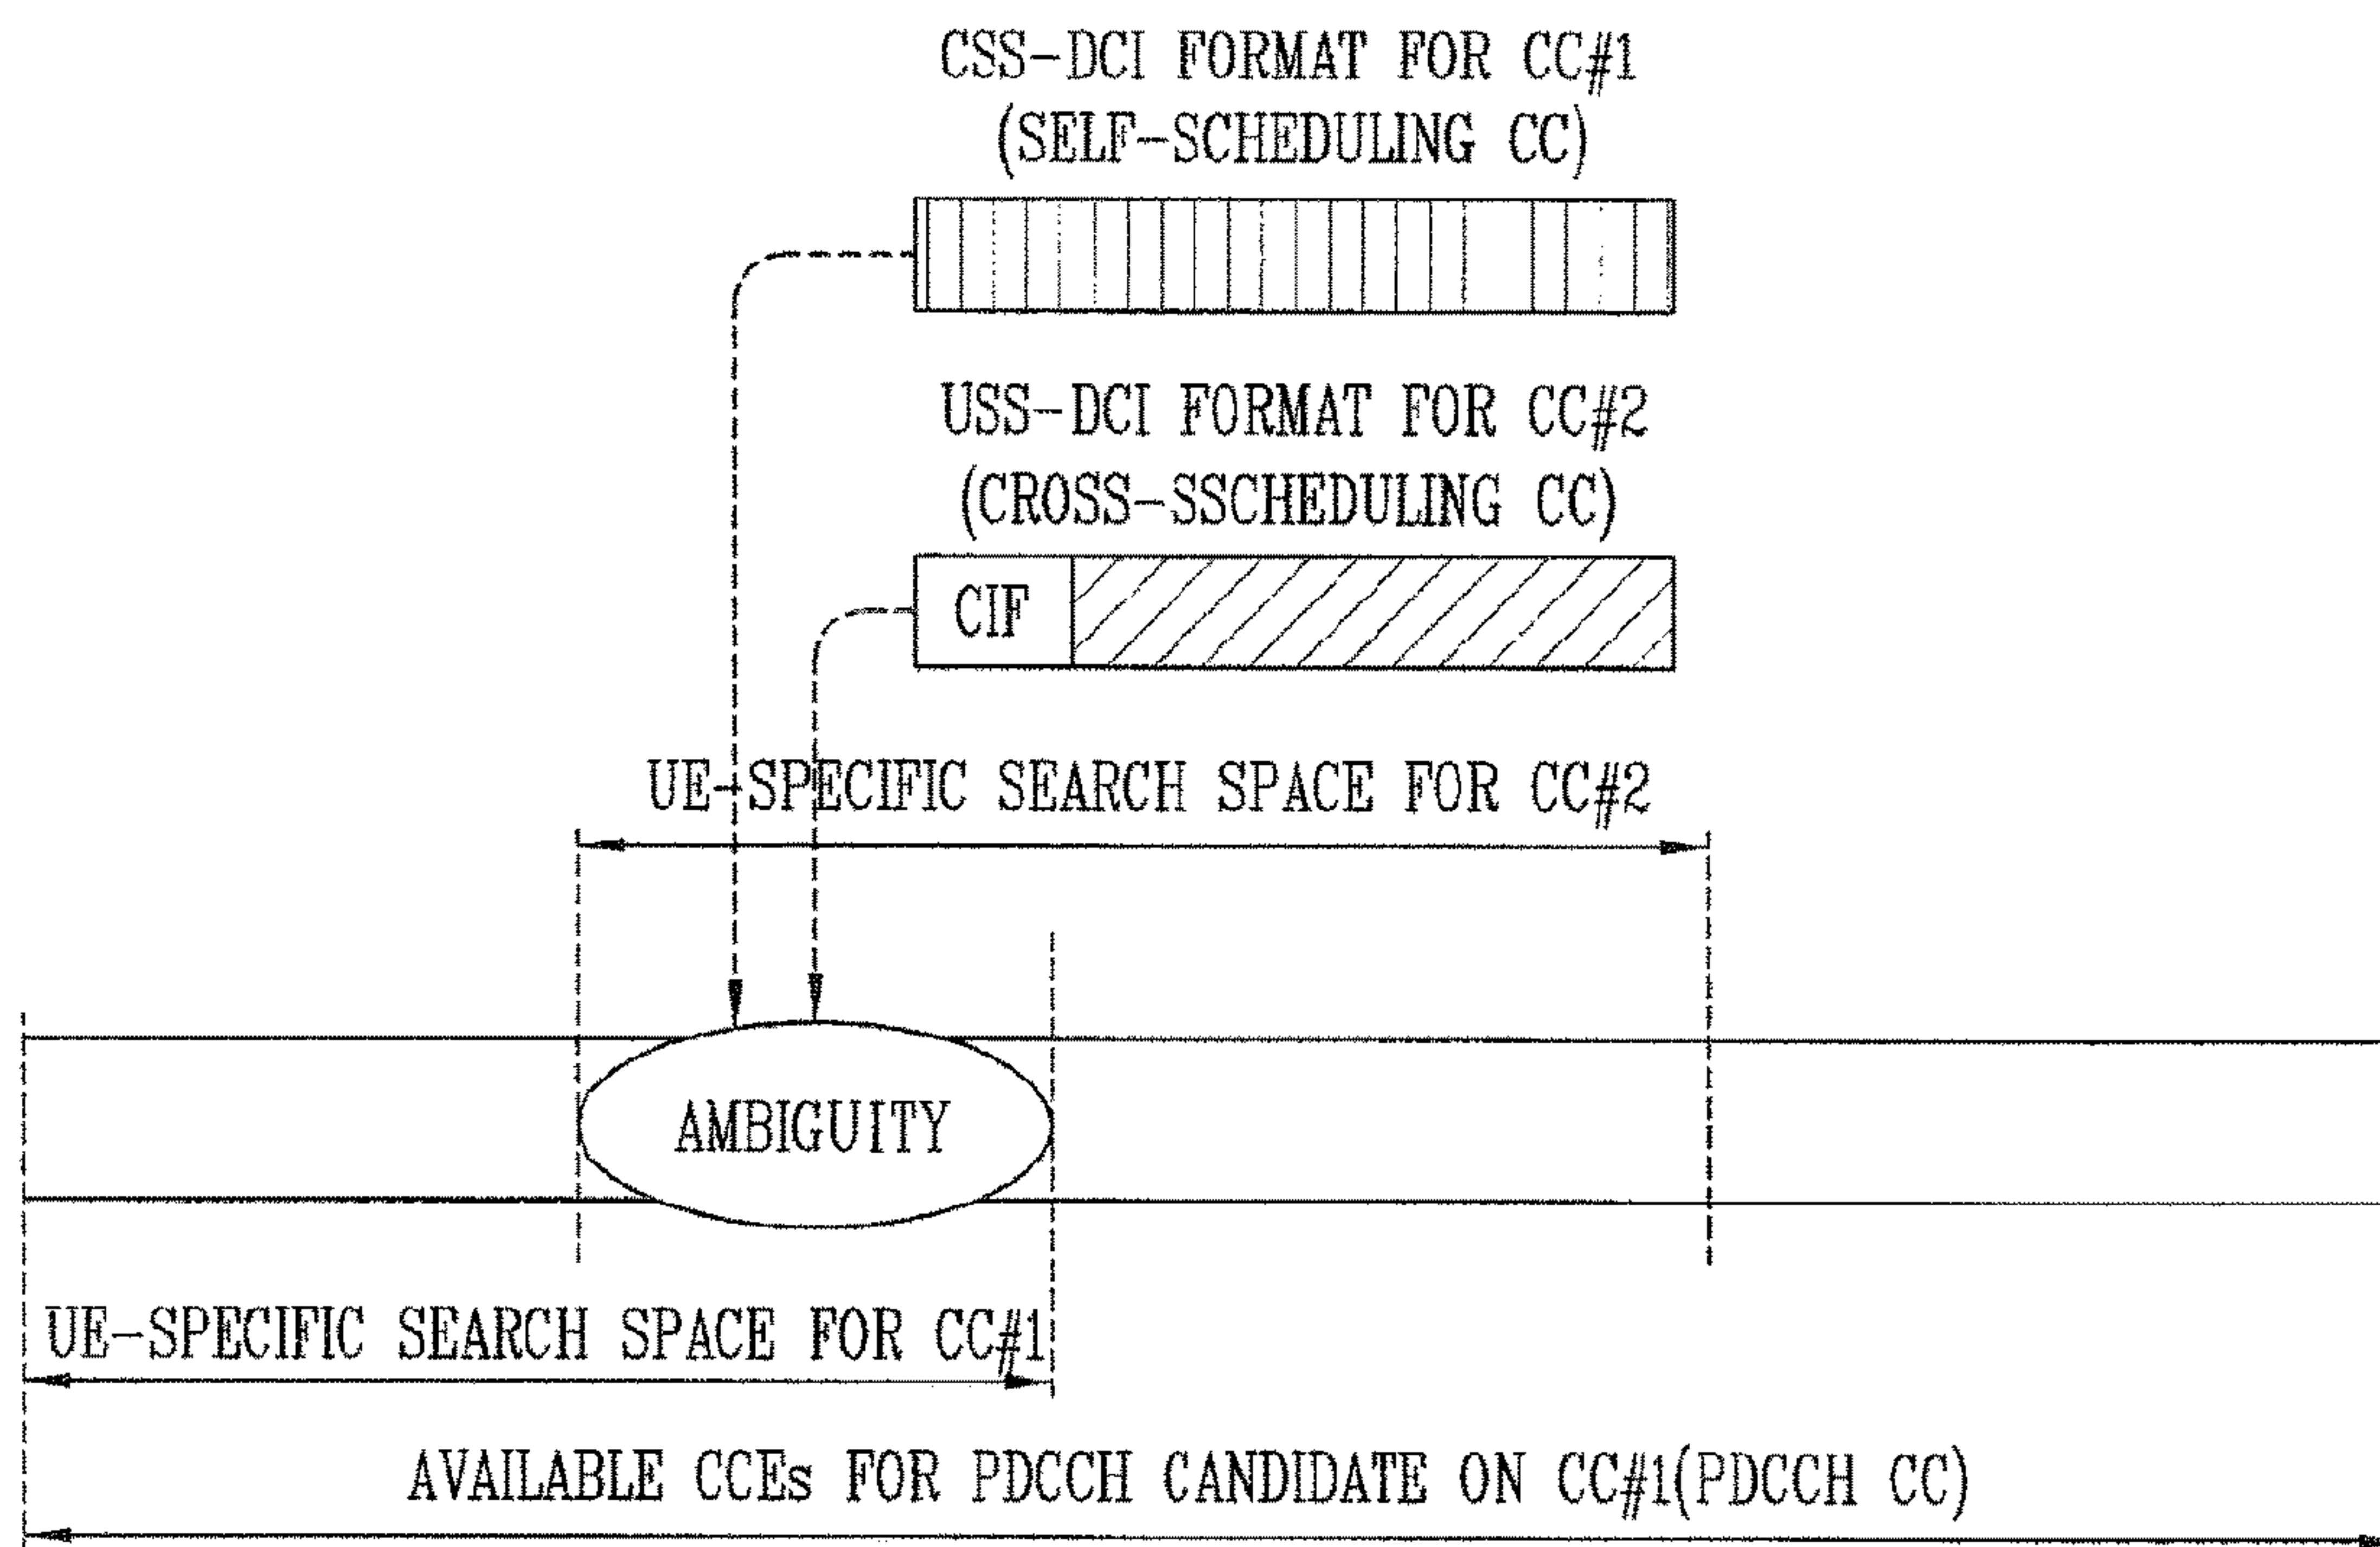 CSS-DCI FORMAT FOR CC#1
(SELF-SCHEDULING CC)
USS-DCI FORMAT FOR CC#2
(CROSS-SSCHEDULING CC)
CIF
UE-SPECIFIC SEARCH SPACE FOR CC#2
AMBIGUITY
UE-SPECIFIC SEARCH SPACE FOR CC#1
AVAILABLE CCEs FOR PDCCH CANDIDATE ON CC#1(PDCCH CC)